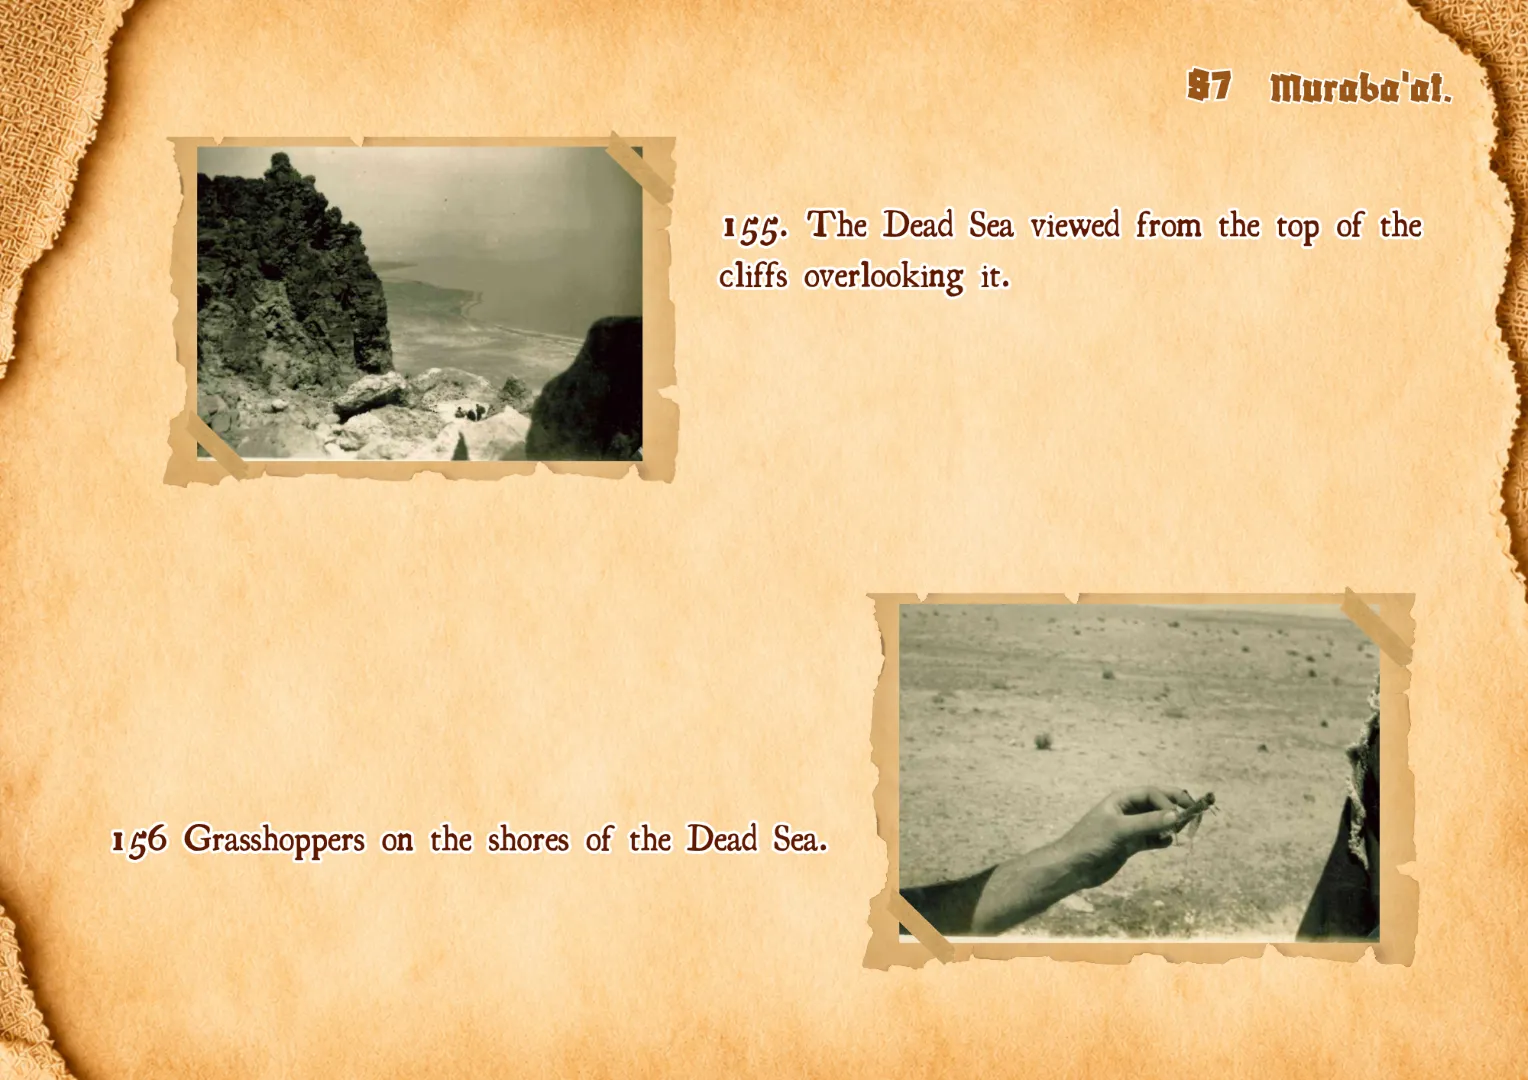 87 Muraba'at.
155. The Dead Sea viewed from the top of the
cliffs overlooking it.
156 Grasshoppers on the shores of the Dead Sea.